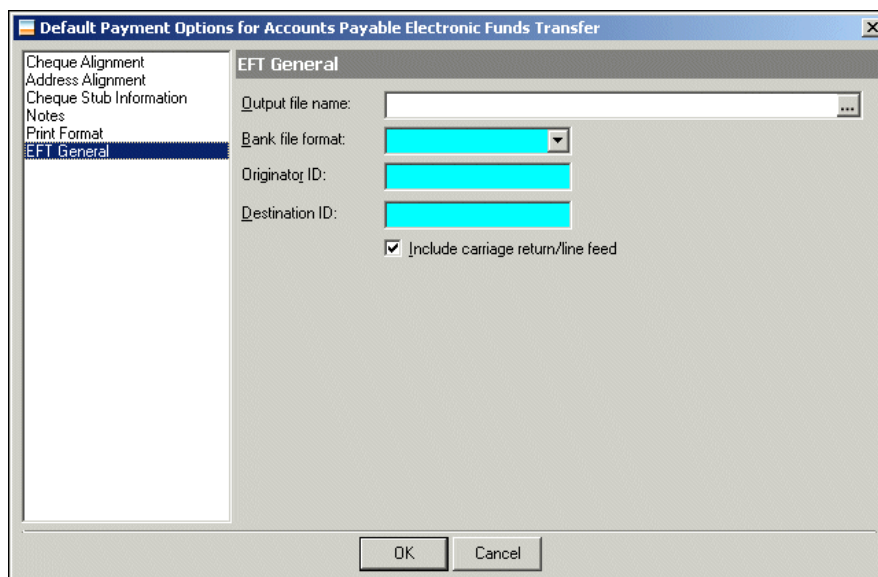 Default Payment Options for Accounts Payable Electronic Funds Transfer
Cheque Alignment
Address Alignment
Cheque Stub Information
Notes
Print Format
EFT General
EFT General
Output file name:
...
Bank file format:
Originator ID:
Destination ID:
Include carriage return/line feed
OK
Cancel